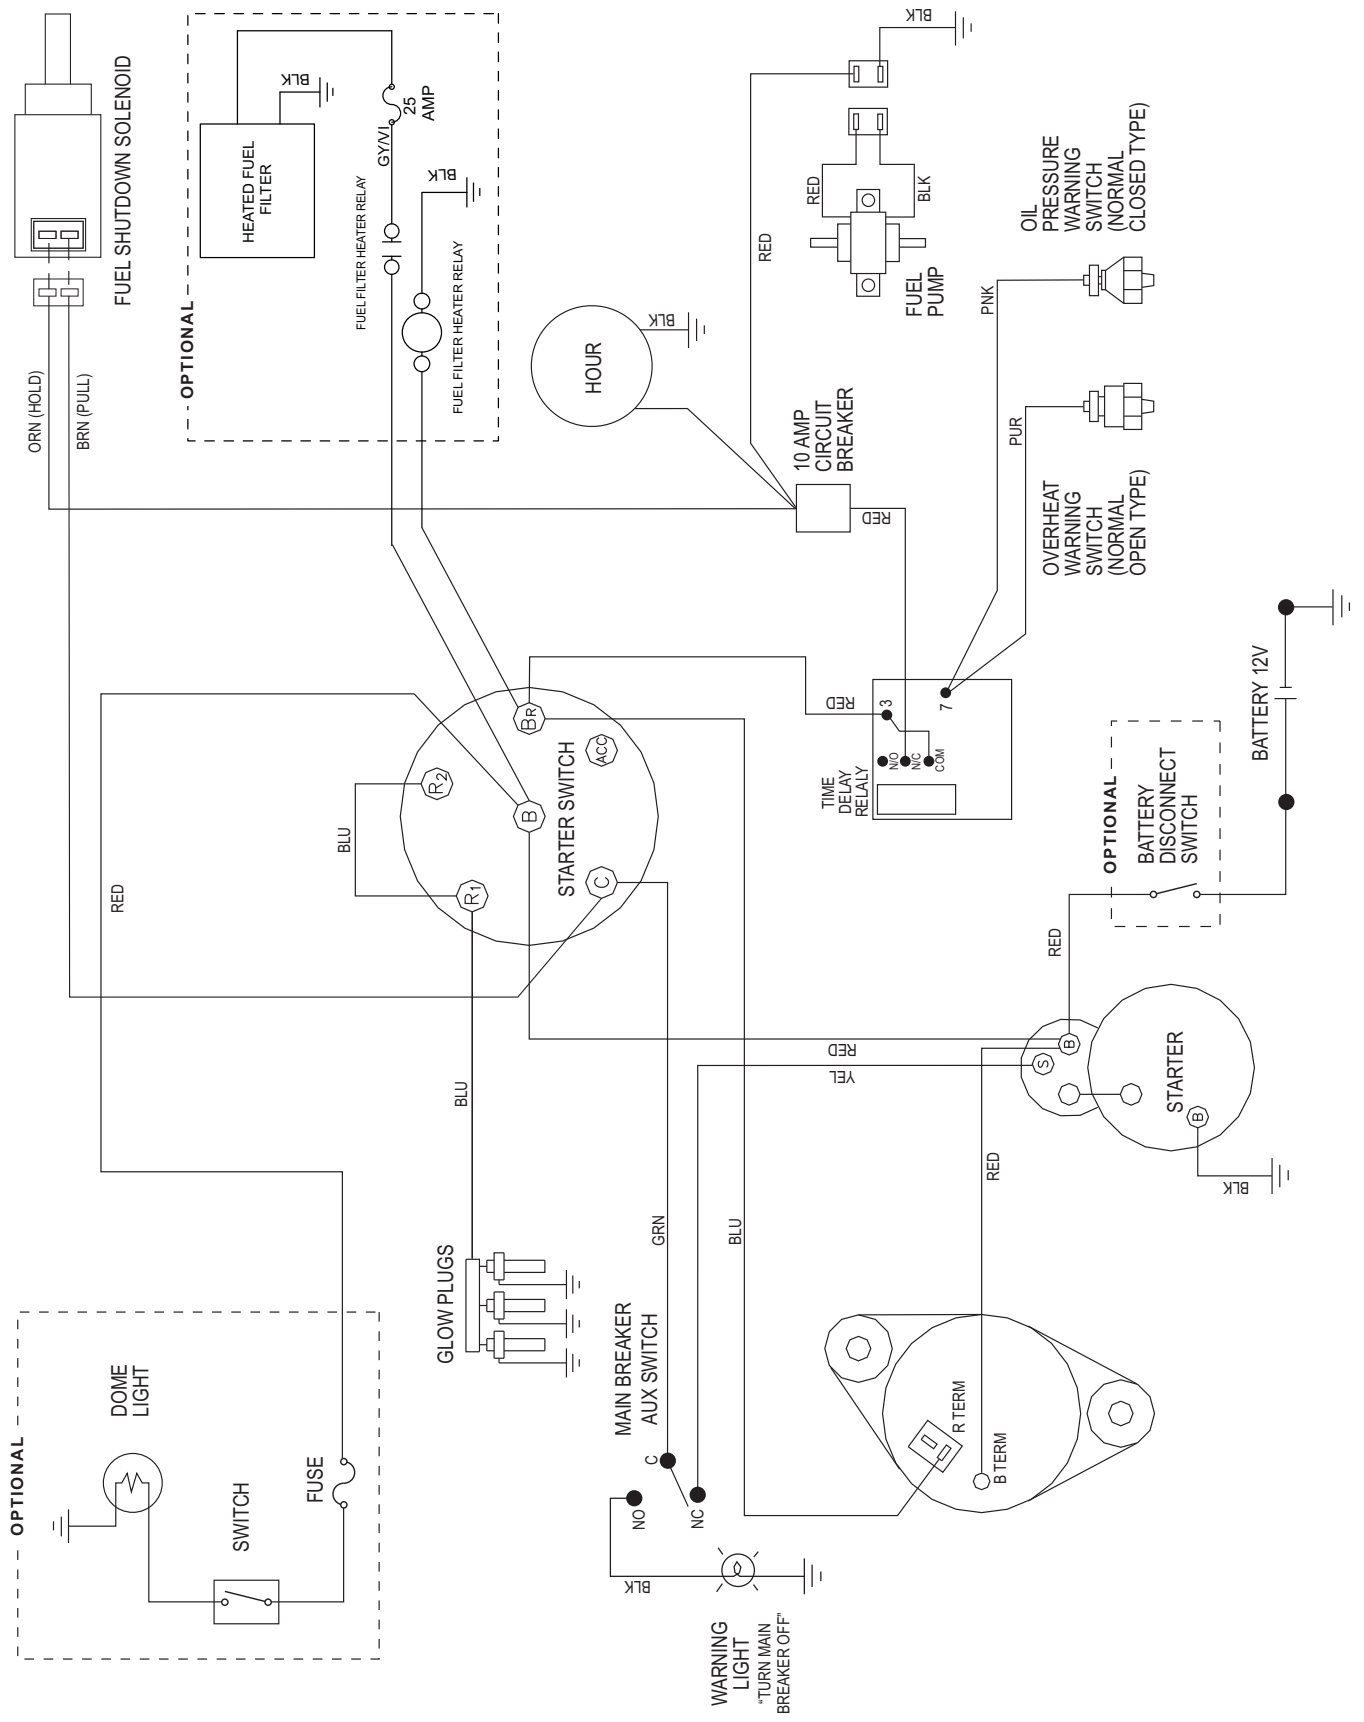 FUEL SHUTDOWN SOLENOID
ORN (HOLD)
BRN (PULL)
OPTIONAL
HEATED FUEL
FILTER
BLK
25
AMP
GY/VI
FUEL FILTER HEATER RELAY
BLK
FUEL FILTER HEATER RELAY
HOUR
BLK
BLK
RED
RED
BLK
FUEL
PUMP
OIL
PRESSURE
WARNING
SWITCH
(NORMAL
CLOSED TYPE)
PNK
PUR
OVERHEAT
WARNING
SWITCH
(NORMAL
OPEN TYPE)
10 AMP
CIRCUIT
BREAKER
RED
RED
3
7
N/O
N/C
COM
TIME
DELAY
RELALY
STARTER SWITCH
R1
R2
B
BR
ACC
C
BLU
RED
BLU
BATTERY 12V
OPTIONAL
BATTERY
DISCONNECT
SWITCH
RED
RED
YEL
S
B
STARTER
B
BLK
RED
GRN
BLU
GLOW PLUGS
MAIN BREAKER
AUX SWITCH
C
NO
NC
BLK
WARNING
LIGHT
"TURN MAIN
BREAKER OFF"
R TERM
B TERM
OPTIONAL
DOME
LIGHT
SWITCH
FUSE